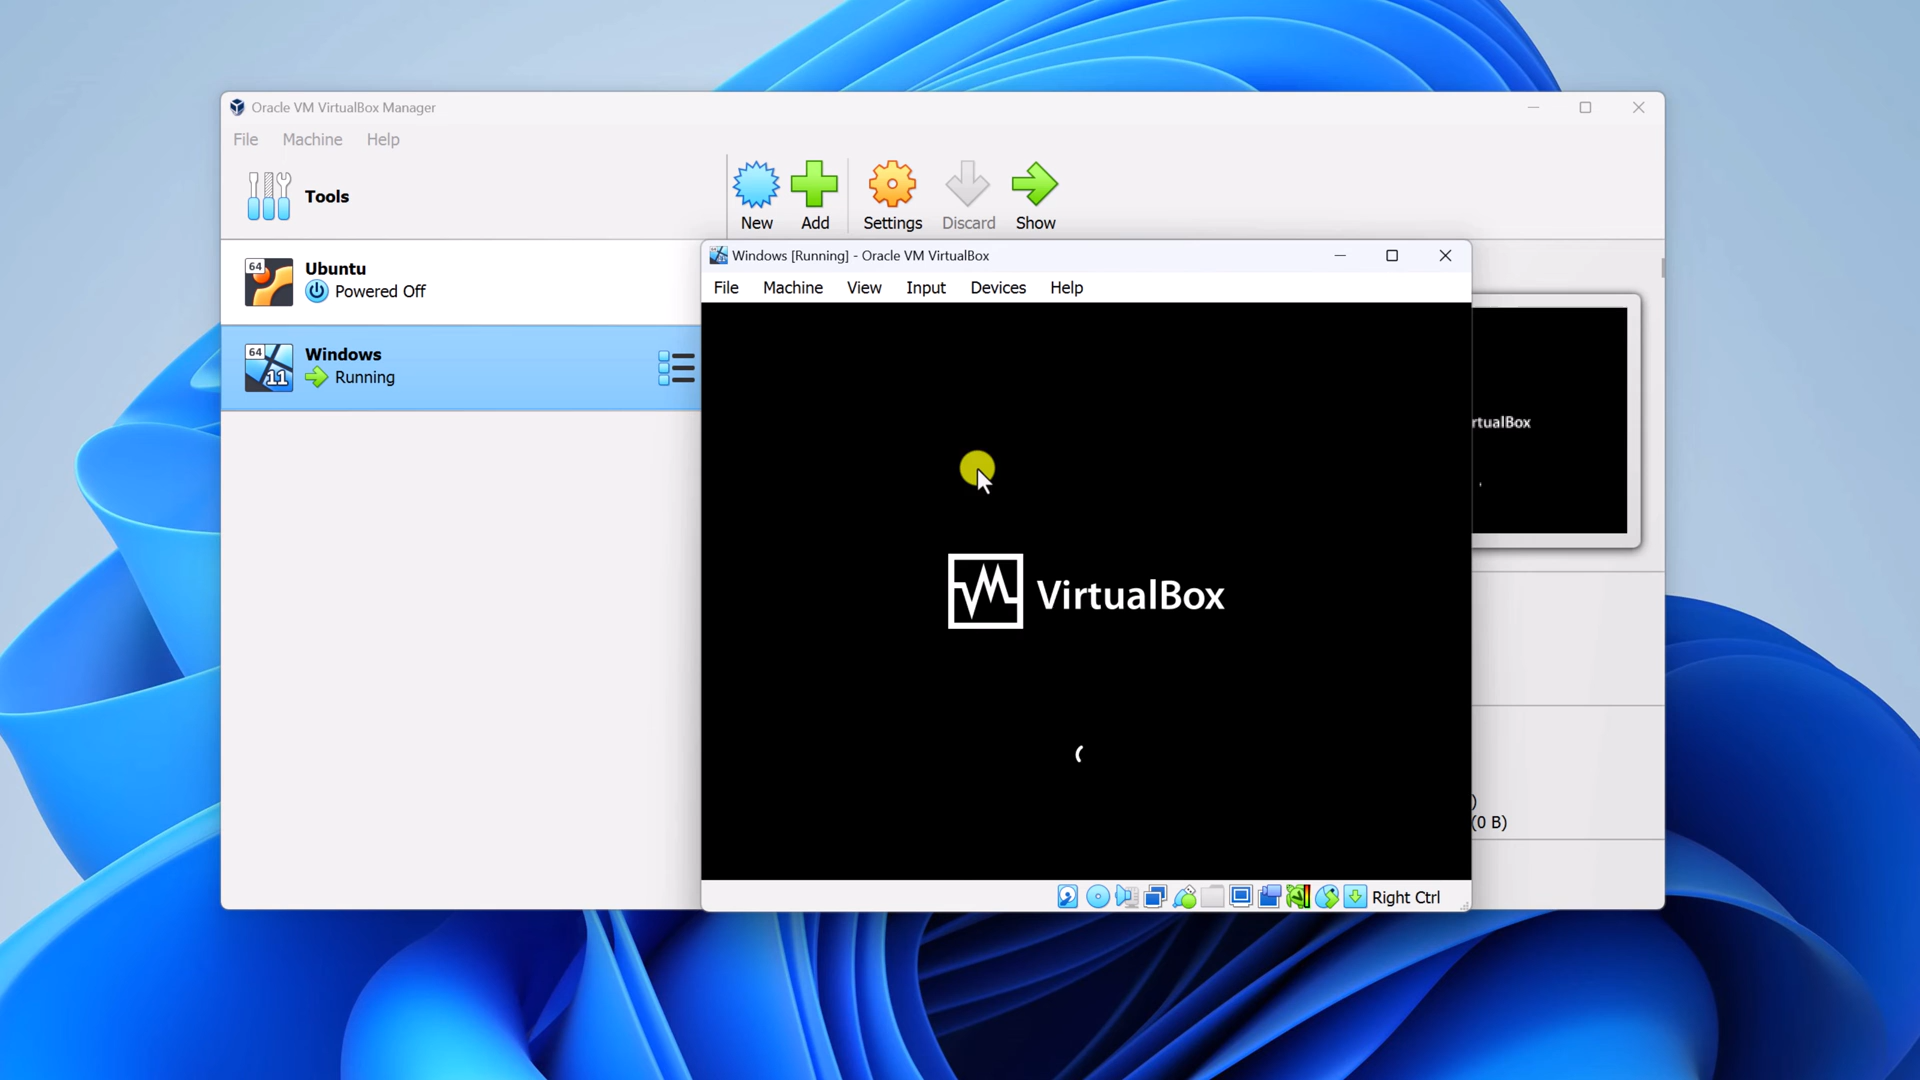 Oracle VM VirtualBox Manager
File Machine Help
Tools
New Add Settings Discard Show
64
Ubuntu
Powered Off
64
11
Windows
Running
Windows [Running] - Oracle VM VirtualBox
File Machine View Input Devices Help
VirtualBox
rtualBox
)
(0 B)
Right Ctrl